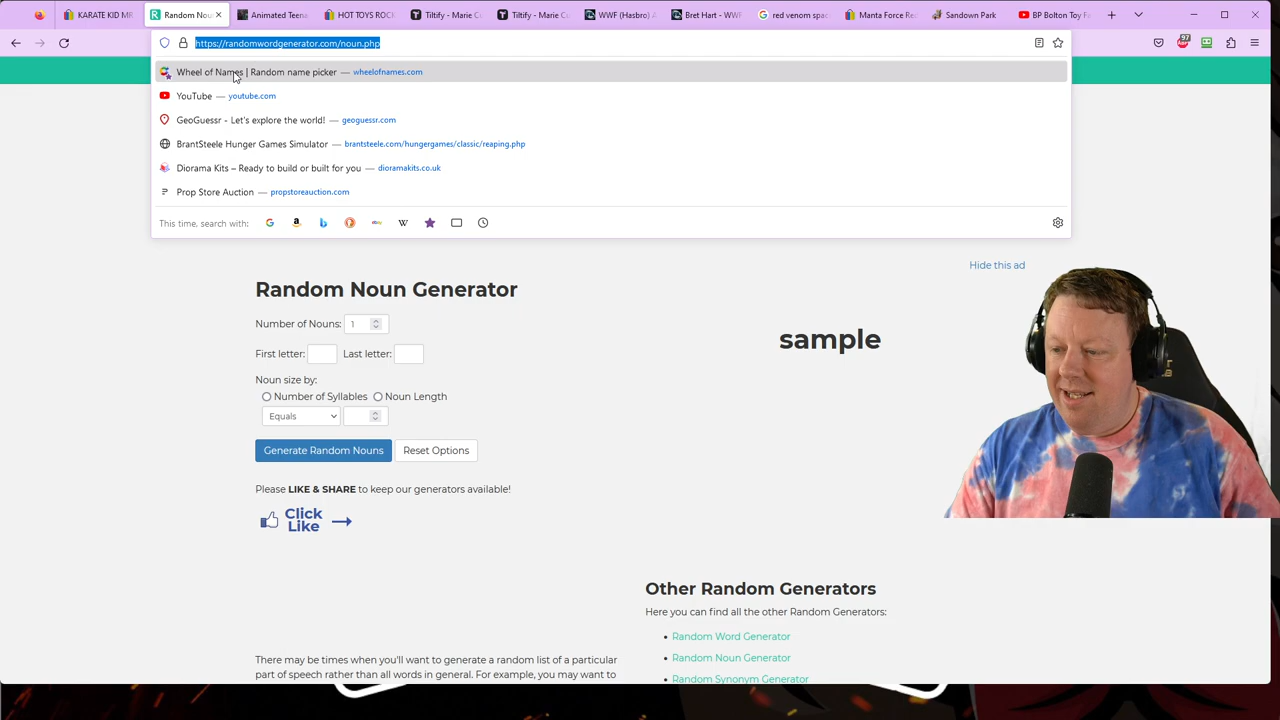 KARATE KID MR
Random Nou
Animated Teena
HOT TOYS ROCK
Tiltify - Marie Cu
Tiltify - Marie Cu
WWF (Hasbro) A
Bret Hart - WWF
red venom space
Manta Force Red
Sandown Park
BP Bolton Toy Fa
https://randomwordgenerator.com/noun.php
Wheel of Names | Random name picker — wheelofnames.com
YouTube — youtube.com
GeoGuessr - Let's explore the world! — geoguessr.com
BrantSteele Hunger Games Simulator — brantsteele.com/hungergames/classic/reaping.php
Diorama Kits – Ready to build or built for you — dioramakits.co.uk
Prop Store Auction — propstoreauction.com
This time, search with:
Hide this ad
Random Noun Generator
Number of Nouns: 1
sample
First letter: Last letter:
Noun size by:
Number of Syllables Noun Length
Equals
Generate Random Nouns Reset Options
Please LIKE & SHARE to keep our generators available!
Click
Like
Other Random Generators
Here you can find all the other Random Generators:
Random Word Generator
There may be times when you'll want to generate a random list of a particular
Random Noun Generator
part of speech rather than all words in general. For example, you may want to
Random Synonym Generator